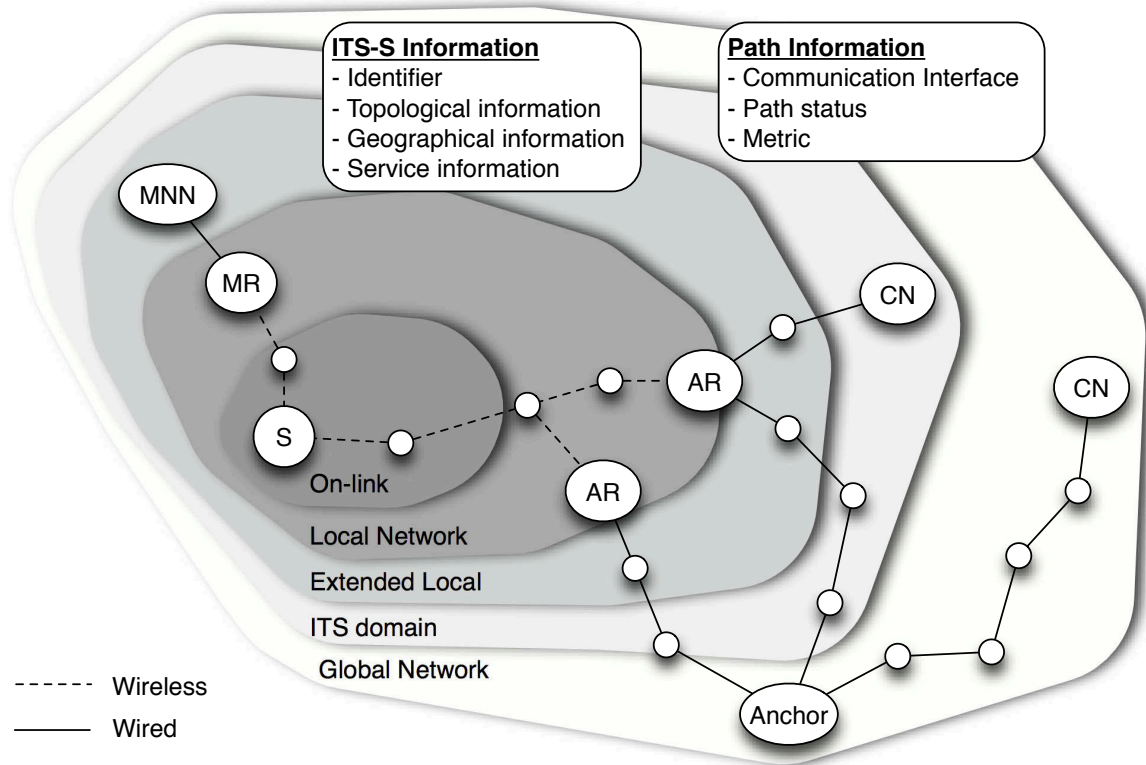 ITS-S Information
- Identifier
- Topological information
- Geographical information
- Service information
Path Information
- Communication Interface
- Path status
- Metric
MNN
MR
CN
AR
CN
S
AR
On-link
Local Network
Extended Local
ITS domain
Global Network
Wireless
Anchor
Wired